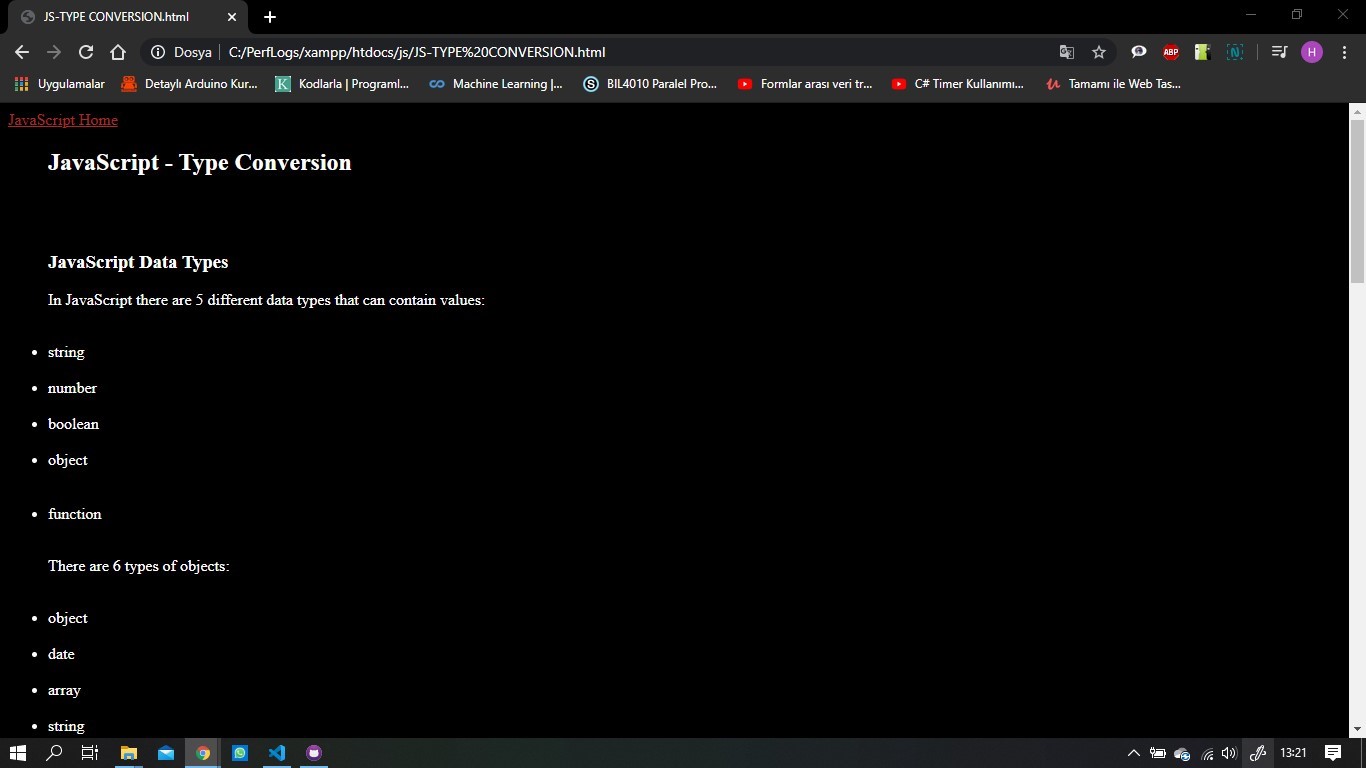 JS-TYPE CONVERSION.html
Dosya C:/PerfLogs/xampp/htdocs/js/JS-TYPE%20CONVERSION.html
ABP
N
H
Uygulamalar Detaylı Arduino Kur... K Kodlarla | Programl... Machine Learning |... S BIL4010 Paralel Pro... Formlar arası veri tr... C# Timer Kullanımı... Tamamı ile Web Tas...
JavaScript Home
JavaScript - Type Conversion
JavaScript Data Types
In JavaScript there are 5 different data types that can contain values:
• string
• number
• boolean
• object
• function
There are 6 types of objects:
• object
• date
• array
• string
13:21